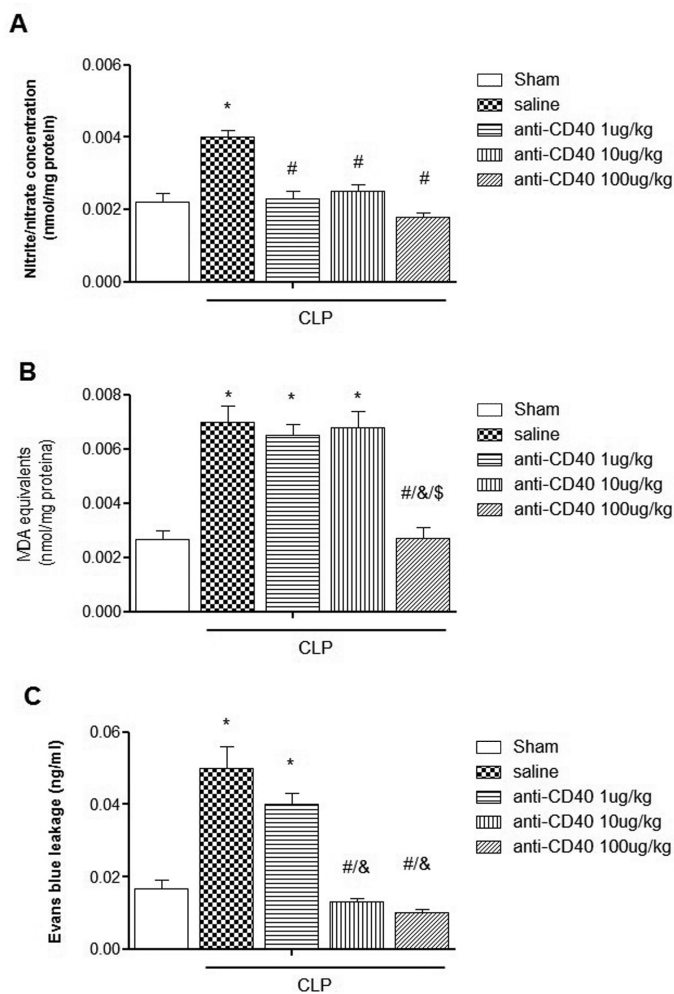 A
Nitrite/nitrate concentration
(nmol/mg protein)
0.006
0.004
0.002
0.000
*
#
#
#
CLP
Sham
saline
anti-CD40 1ug/kg
anti-CD40 10ug/kg
anti-CD40 100ug/kg
B
MDA equivalents
(nmol/mg proteina)
0.008
0.006
0.004
0.002
0.000
*
*
*
#/&/$
CLP
Sham
saline
anti-CD40 1ug/kg
anti-CD40 10ug/kg
anti-CD40 100ug/kg
C
Evans blue leakage (ng/ml)
0.06
0.04
0.02
0.00
*
*
#/&
#/&
CLP
Sham
saline
anti-CD40 1ug/kg
anti-CD40 10ug/kg
anti-CD40 100ug/kg